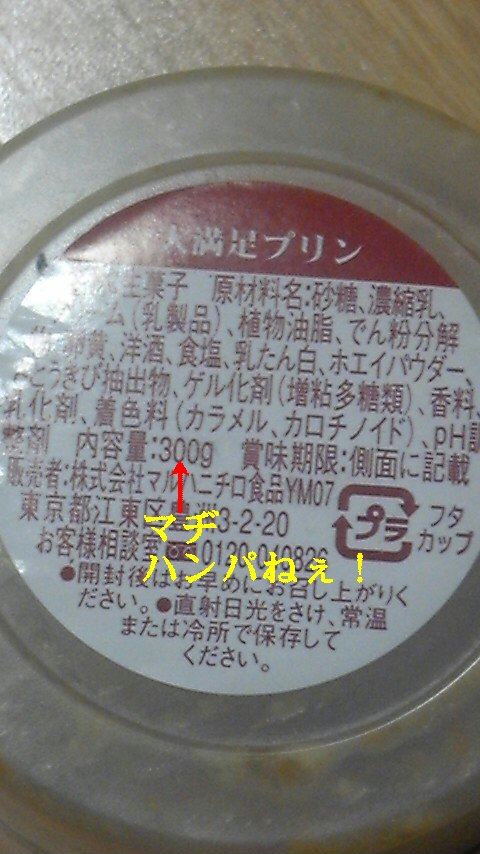 大満足プリン
生菓子 原材料名:砂糖、濃縮乳、
ム(乳製品)、植物油脂、でん粉分解
卵黄、洋酒、食塩、乳たん白、ホエイパウダー、
とうきび抽出物、ゲル化剤(増粘多糖類)、香料、
乳化剤、着色料(カラメル、カロチノイド)、pH調
整剤 内容量:300g 賞味期限:側面に記載
販売者:株式会社マルハニチロ食品YM07
東京都江東区 3-2-20
お客様相談室
プラ
フタ
カップ
マヂ
ハンパねぇ!
●開封後はお早めにお召し上がりく
ださい。●直射日光をさけ、常温
または冷所で保存して
ください。